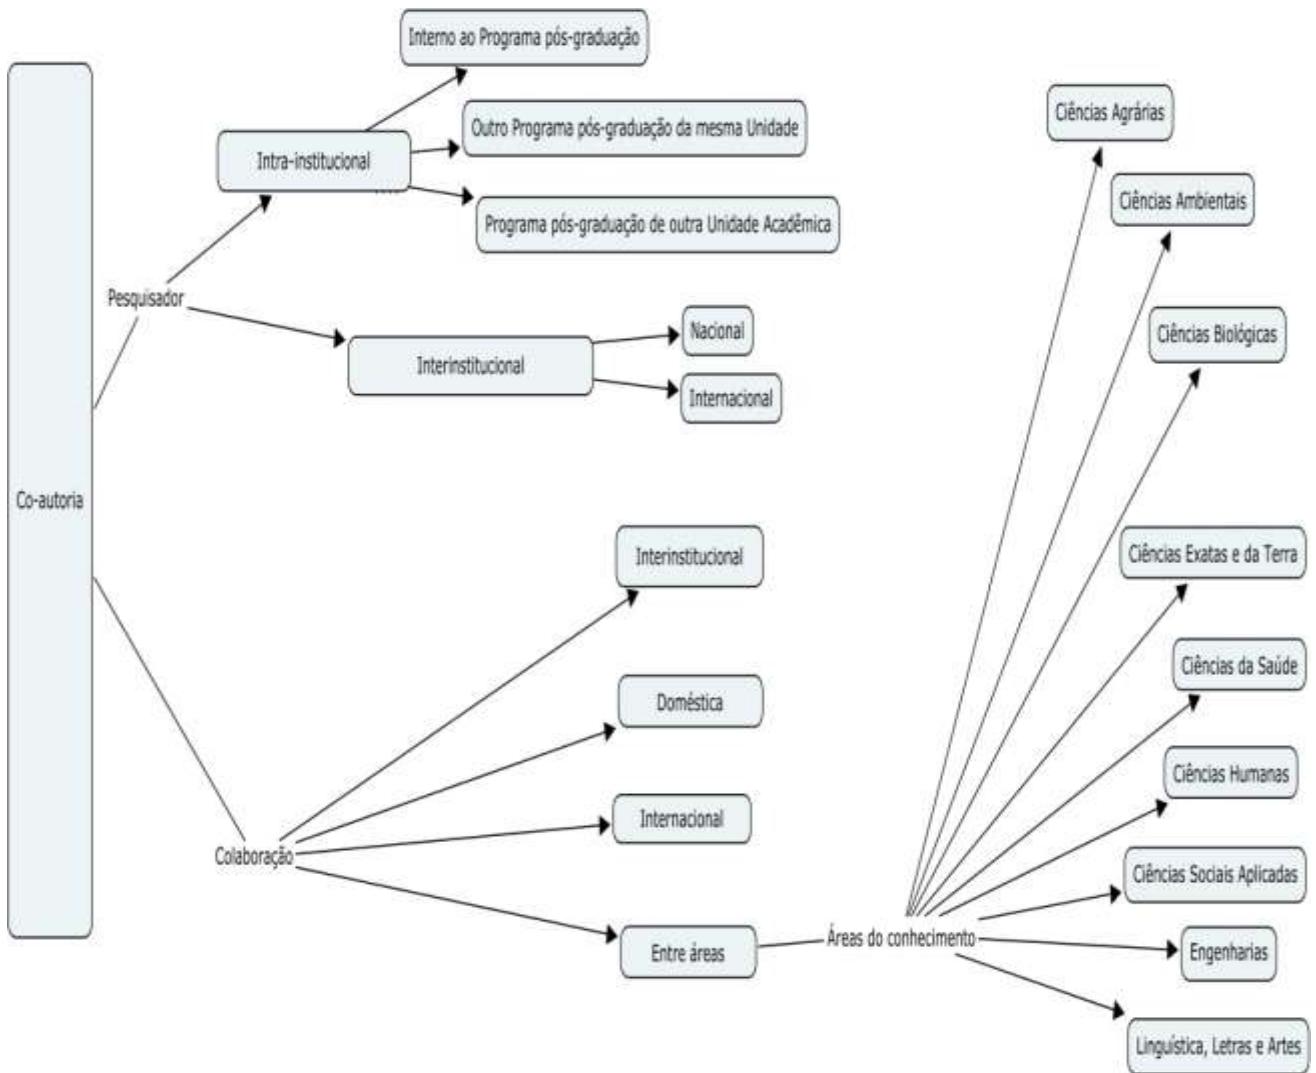 Co-autoria
Pesquisador
Intra-institucional
Interno ao Programa pós-graduação
Outro Programa pós-graduação da mesma Unidade
Programa pós-graduação de outra Unidade Acadêmica
Interinstitucional
Nacional
Internacional
Colaboração
Interinstitucional
Doméstica
Internacional
Entre áreas
Áreas do conhecimento
Ciências Agrárias
Ciências Ambientais
Ciências Biológicas
Ciências Exatas e da Terra
Ciências da Saúde
Ciências Humanas
Ciências Sociais Aplicadas
Engenharias
Linguística, Letras e Artes